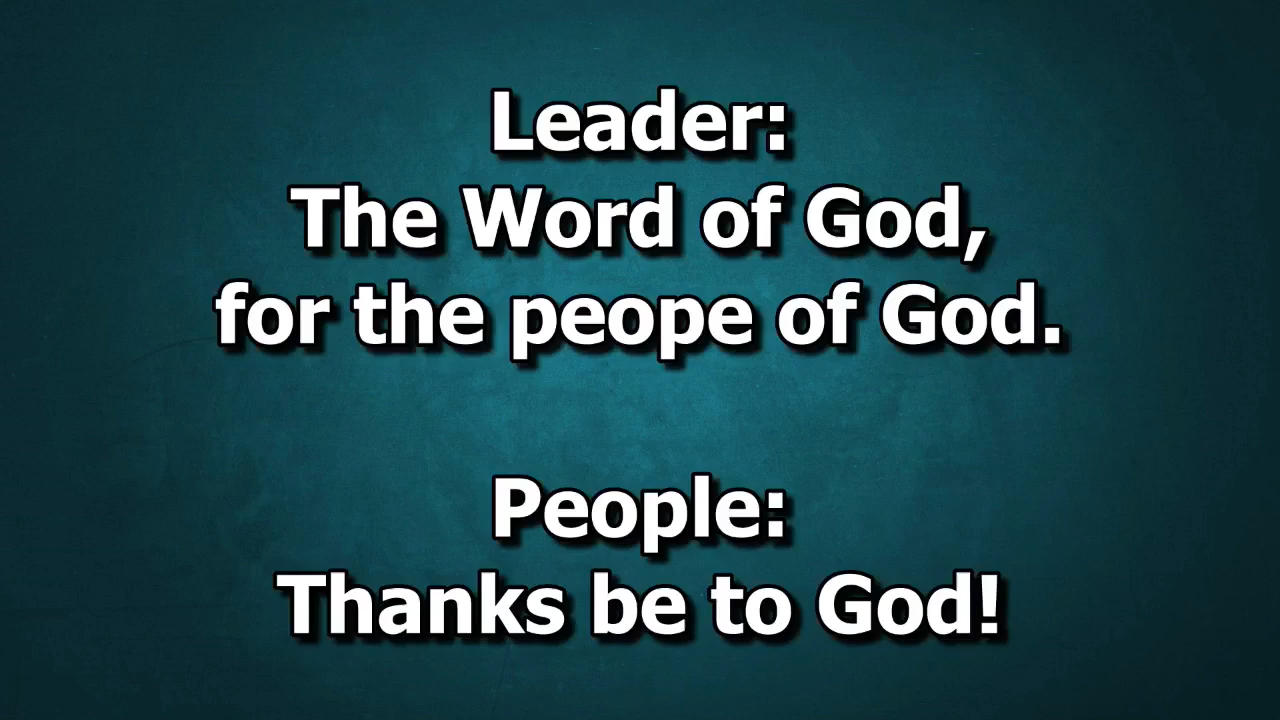 Leader:
The Word of God,
for the peope of God.
People:
Thanks be to God!